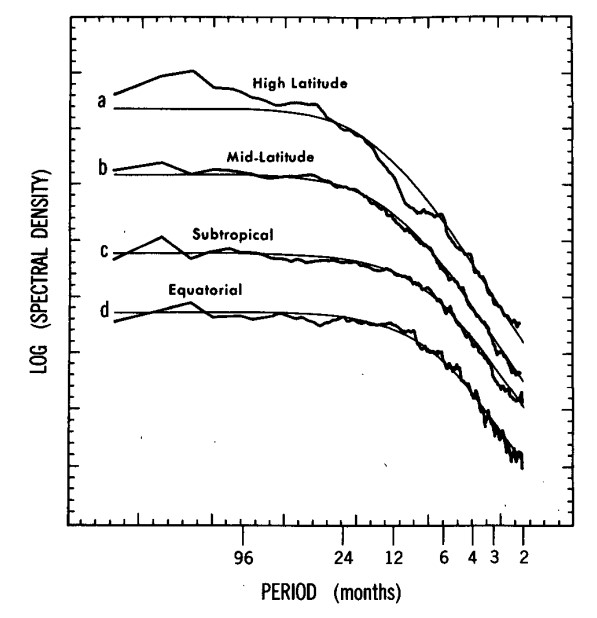 High Latitude
a
Mid-Latitude
b
Subtropical
c
Equatorial
d
LOG (SPECTRAL DENSITY)
96 24 12 6 4 3 2
PERIOD (months)